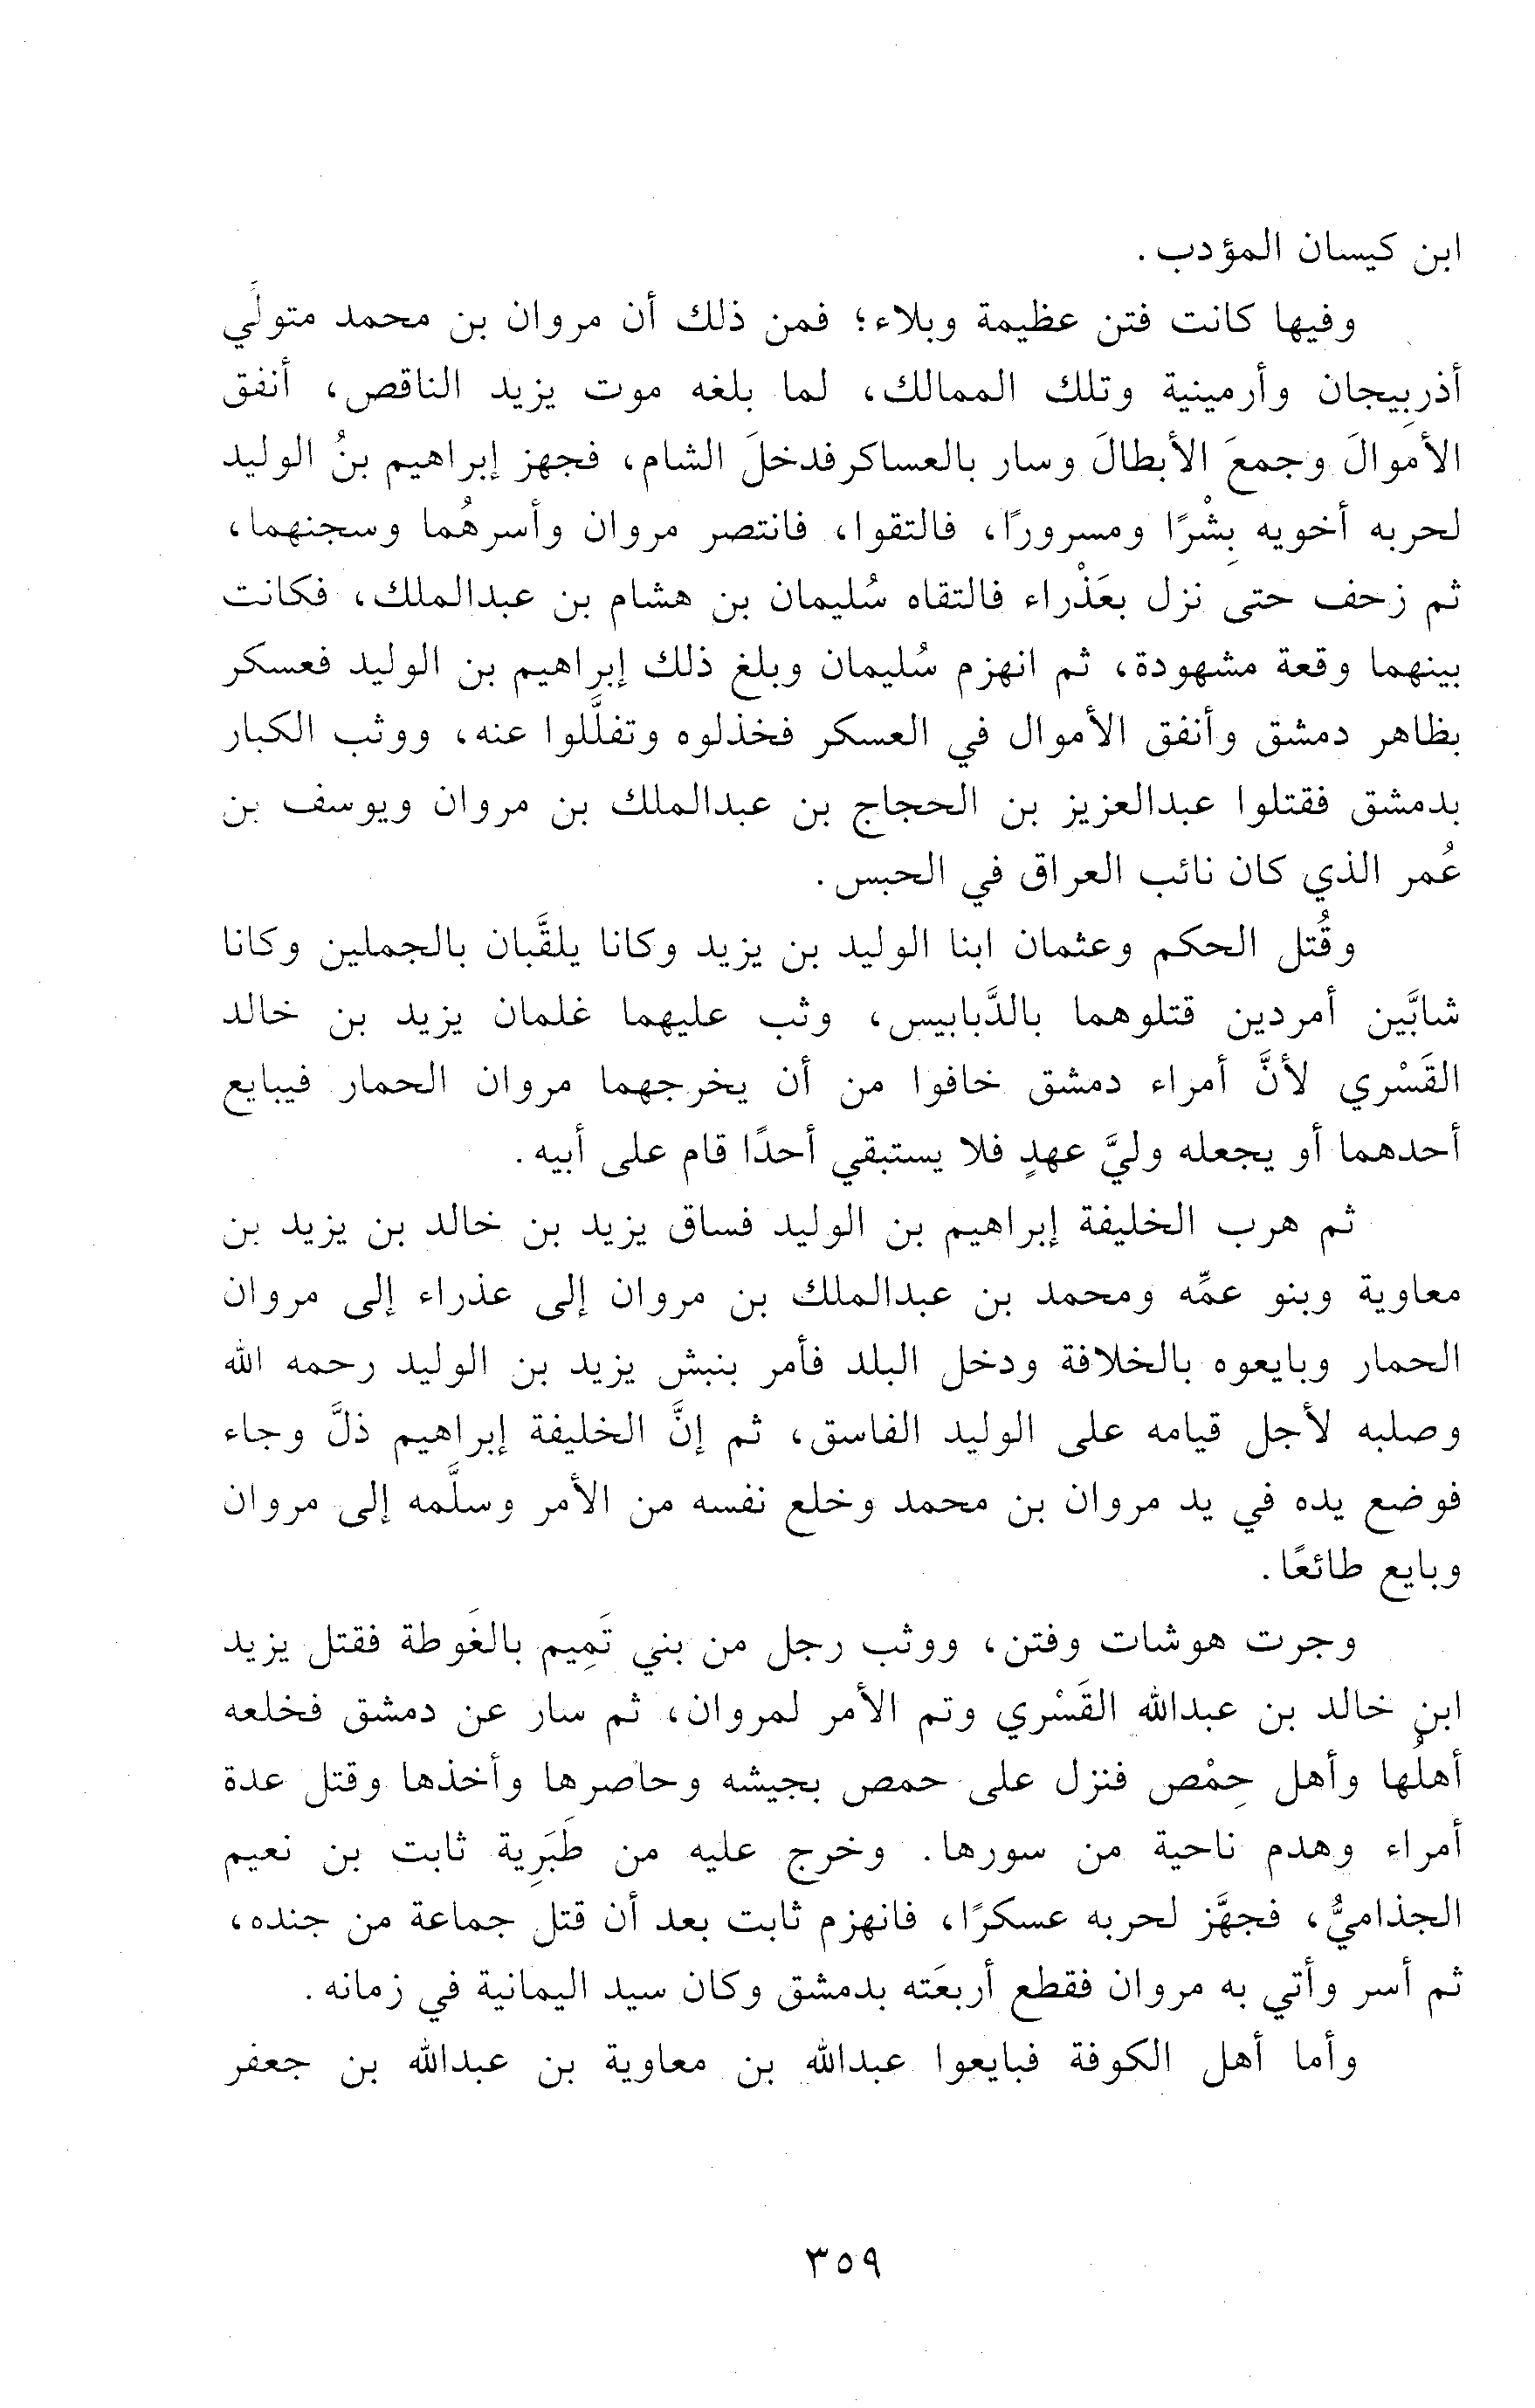 ابن كيسان المؤدب.
وفيها كانت فتن عظيمة وبلاء؛ فمن ذلك أن مروان بن محمد متولِّي
أذربِيجان وأرمينية وتلك الممالك، لما بلغه موت يزيد الناقص، أنفق
الأموالَ وجمعَ الأبطالَ وسار بالعساكر فدخلَ الشام، فجهز إبراهيم بنُ الوليد
لحربه أخويه بِشْرًا ومسرورًا، فالتقوا، فانتصر مروان وأسرهُما وسجنهما،
ثم زحف حتى نزل بعَذْراء فالتقاه سُليمان بن هشام بن عبدالملك، فكانت
بينهما وقعة مشهودة، ثم انهزم سُليمان وبلغ ذلك إبراهيم بن الوليد فعسكر
بظاهر دمشق وأنفق الأموال في العسكر فخذلوه وتفلَّلوا عنه، ووثب الكبار
بدمشق فقتلوا عبدالعزيز بن الحجاج بن عبدالملك بن مروان ويوسف بن
عُمر الذي كان نائب العراق في الحبس.
وقُتل الحكم وعثمان ابنا الوليد بن يزيد وكانا يلقَّبان بالجملين وكانا
شابَّين أمردين قتلوهما بالدَّبابيس، وثب عليهما غلمان يزيد بن خالد
القَسْري لأنَّ أمراء دمشق خافوا من أن يخرجهما مروان الحمار فيبايع
أحدهما أو يجعله وليَّ عهدٍ فلا يستبقي أحدًا قام على أبيه.
ثم هرب الخليفة إبراهيم بن الوليد فساق يزيد بن خالد بن يزيد بن
معاوية وبنو عمِّه ومحمد بن عبدالملك بن مروان إلى عذراء إلى مروان
الحمار وبايعوه بالخلافة ودخل البلد فأمر بنبش يزيد بن الوليد رحمه الله
وصلبه لأجل قيامه على الوليد الفاسق، ثم إنَّ الخليفة إبراهيم ذلَّ وجاء
فوضع يده في يد مروان بن محمد وخلع نفسه من الأمر وسلَّمه إلى مروان
وبايع طائعًا.
وجرت هوشات وفتن، ووثب رجل من بني تَمِيم بالغَوطة فقتل يزيد
ابن خالد بن عبدالله القَسْري وتم الأمر لمروان، ثم سار عن دمشق فخلعه
أهلُها وأهل حِمْص فنزل على حمص بجيشه وحاصرها وأخذها وقتل عدة
أمراء وهدم ناحية من سورها. وخرج عليه من طَبَرِية ثابت بن نعيم
الجذاميُّ، فجهَّز لحربه عسكرًا، فانهزم ثابت بعد أن قتل جماعة من جنده،
ثم أسر وأتي به مروان فقطع أربعَته بدمشق وكان سيد اليمانية في زمانه.
وأما أهل الكوفة فبايعوا عبدالله بن معاوية بن عبدالله بن جعفر
٣٥٩